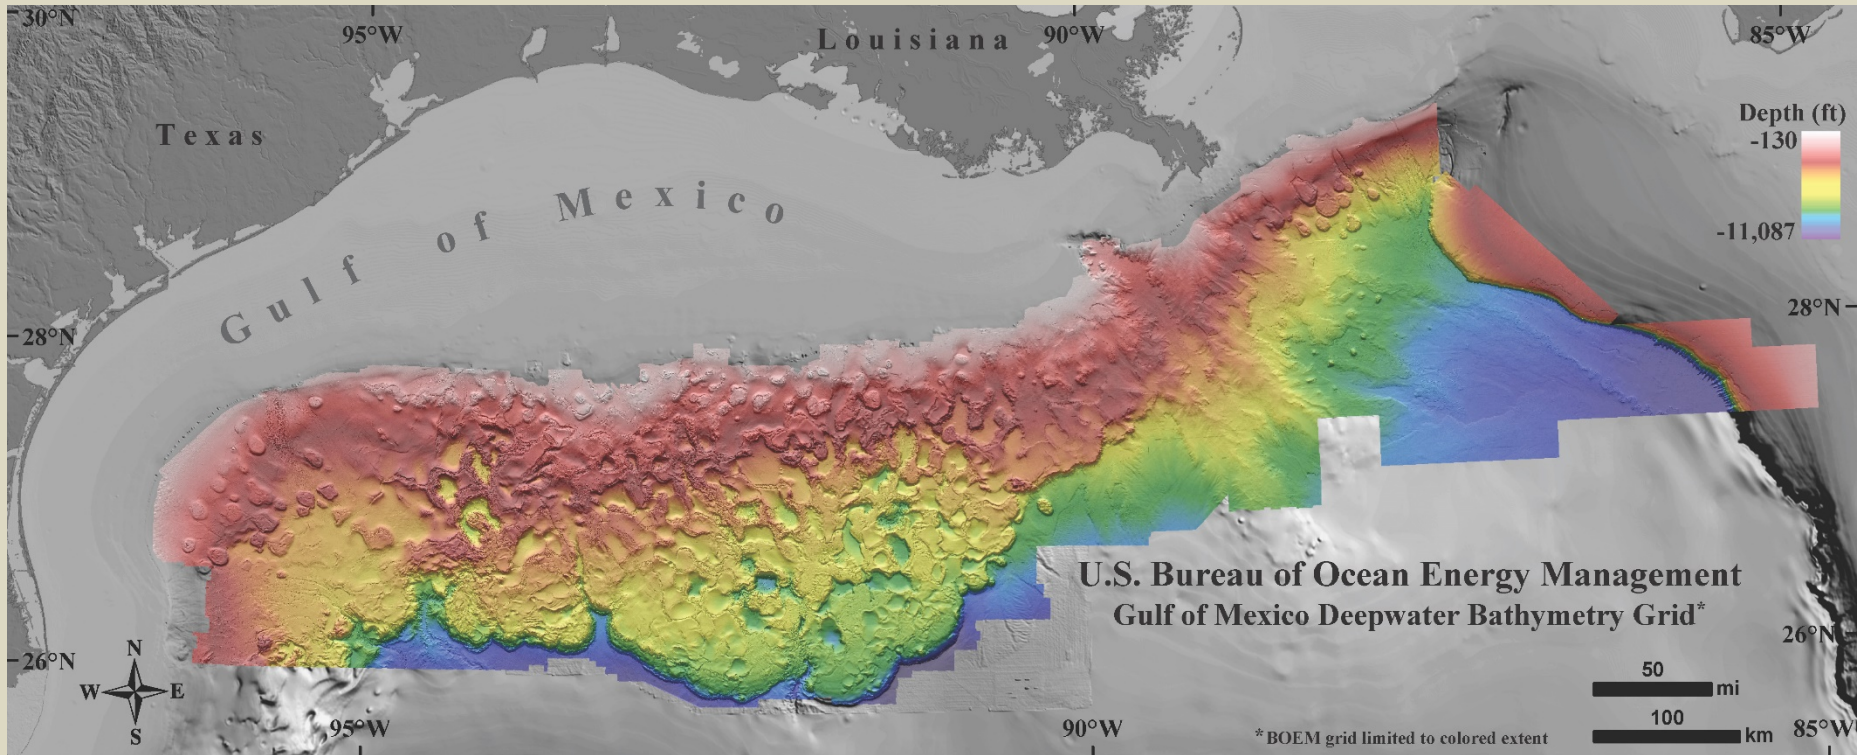 30°N
95°W
Louisiana
90°W
85°W
Texas
Depth (ft)
-130
-11,087
Gulf of Mexico
28°N
28°N
U.S. Bureau of Ocean Energy Management
Gulf of Mexico Deepwater Bathymetry Grid*
26°N
26°N
N
W E
S
50
mi
100
km
95°W
90°W
85°W
*BOEM grid limited to colored extent